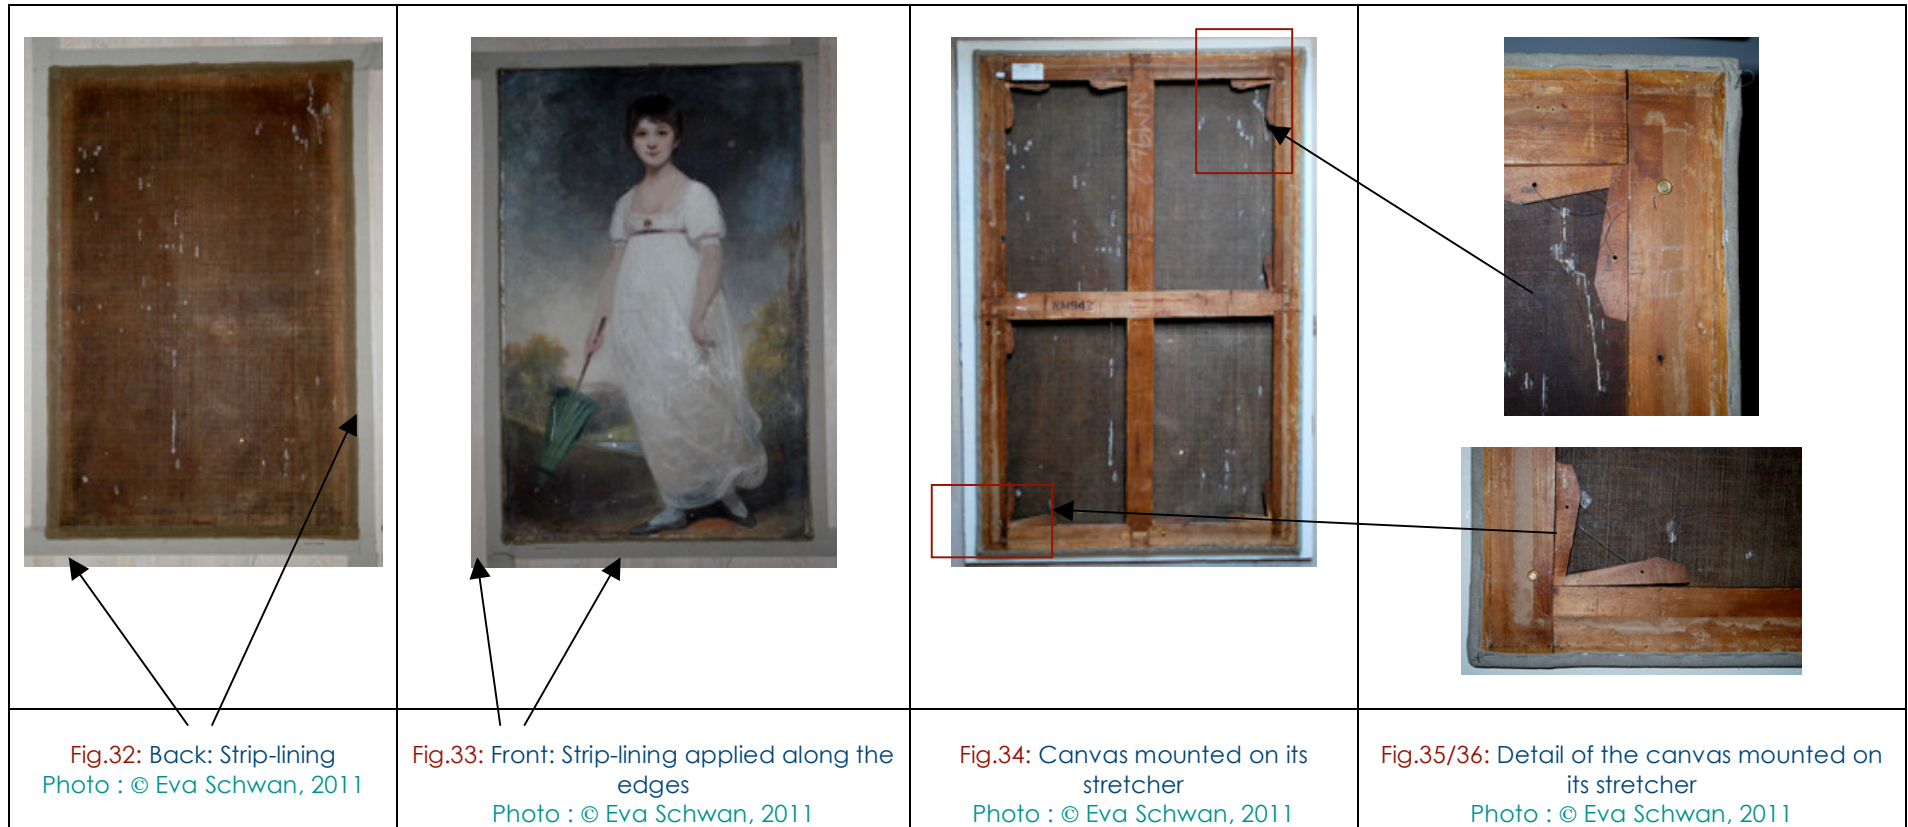 Fig.32: Back: Strip-lining
Photo : © Eva Schwan, 2011
Fig.33: Front: Strip-lining applied along the
edges
Photo : © Eva Schwan, 2011
Fig.34: Canvas mounted on its
stretcher
Photo : © Eva Schwan, 2011
Fig.35/36: Detail of the canvas mounted on
its stretcher
Photo : © Eva Schwan, 2011